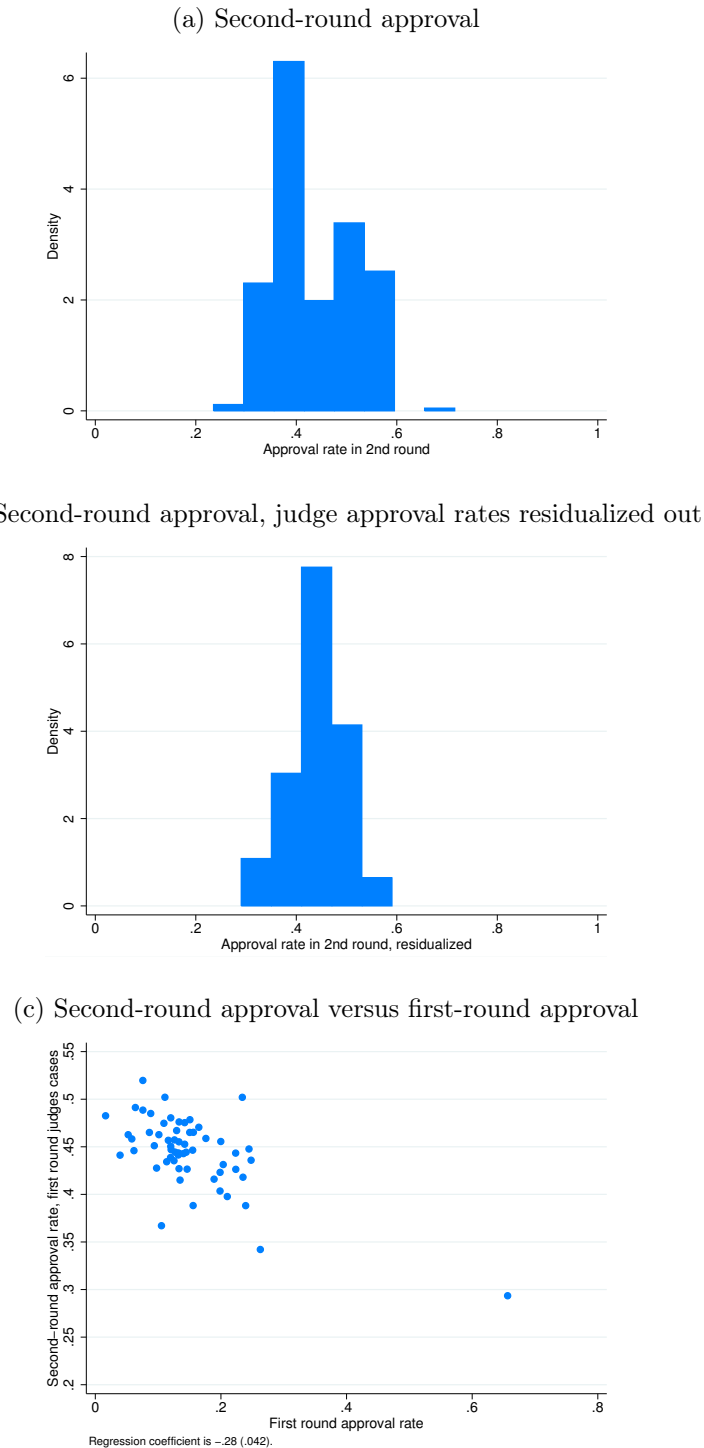 (a) Second-round approval
6
4
2
0
Density
0 .2 .4 .6 .8 1
Approval rate in 2nd round
Second-round approval, judge approval rates residualized out
8
6
4
2
0
Density
0 .2 .4 .6 .8 1
Approval rate in 2nd round, residualized
(c) Second-round approval versus first-round approval
.55
.5
.45
.4
.35
.3
.25
.2
Second−round approval rate, first round judges cases
0 .2 .4 .6 .8
First round approval rate
Regression coefficient is −.28 (.042).